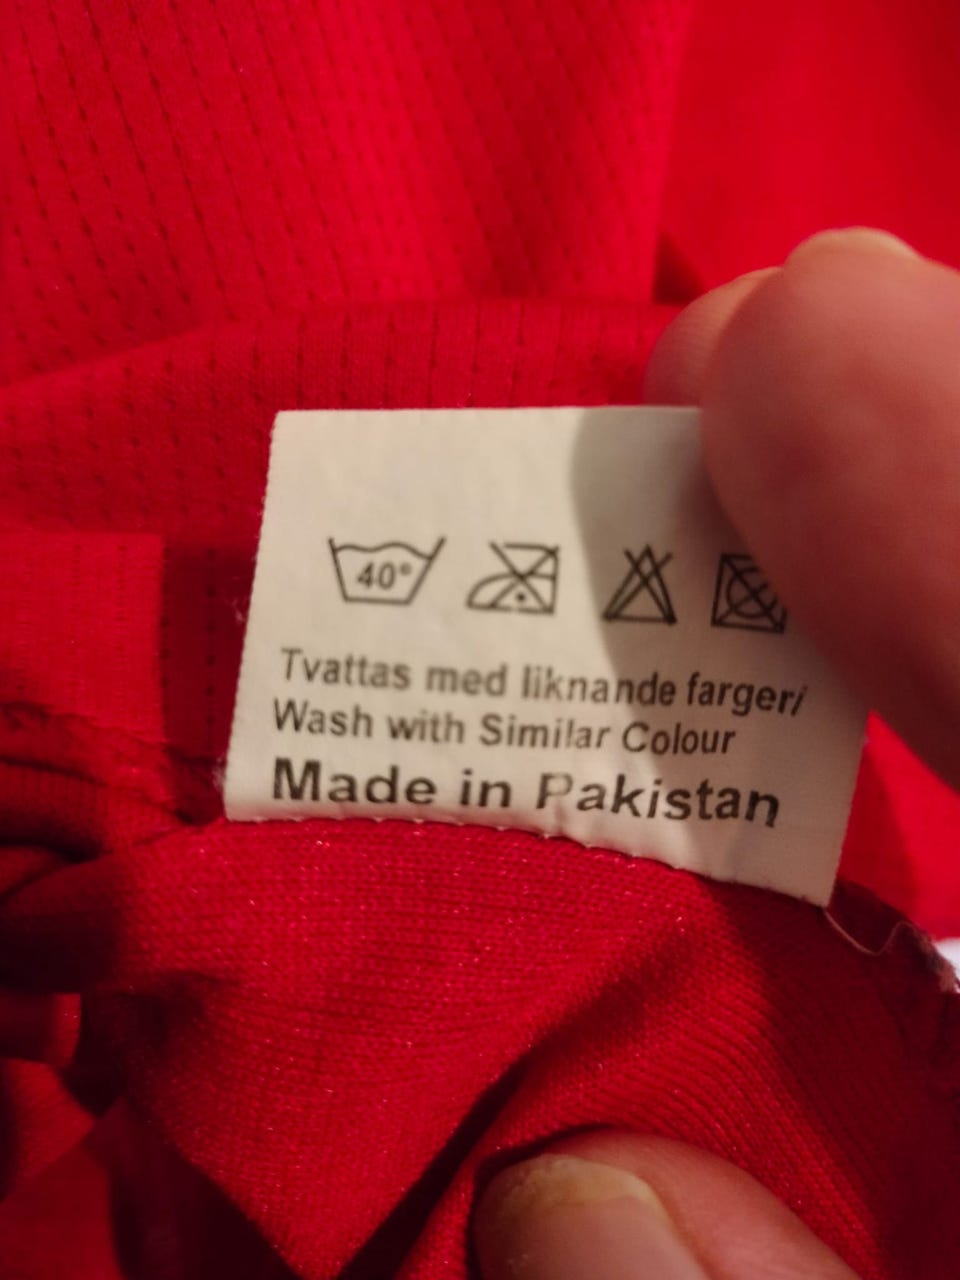 40°
Tvattas med liknande farger/
Wash with Similar Colour
Made in Pakistan